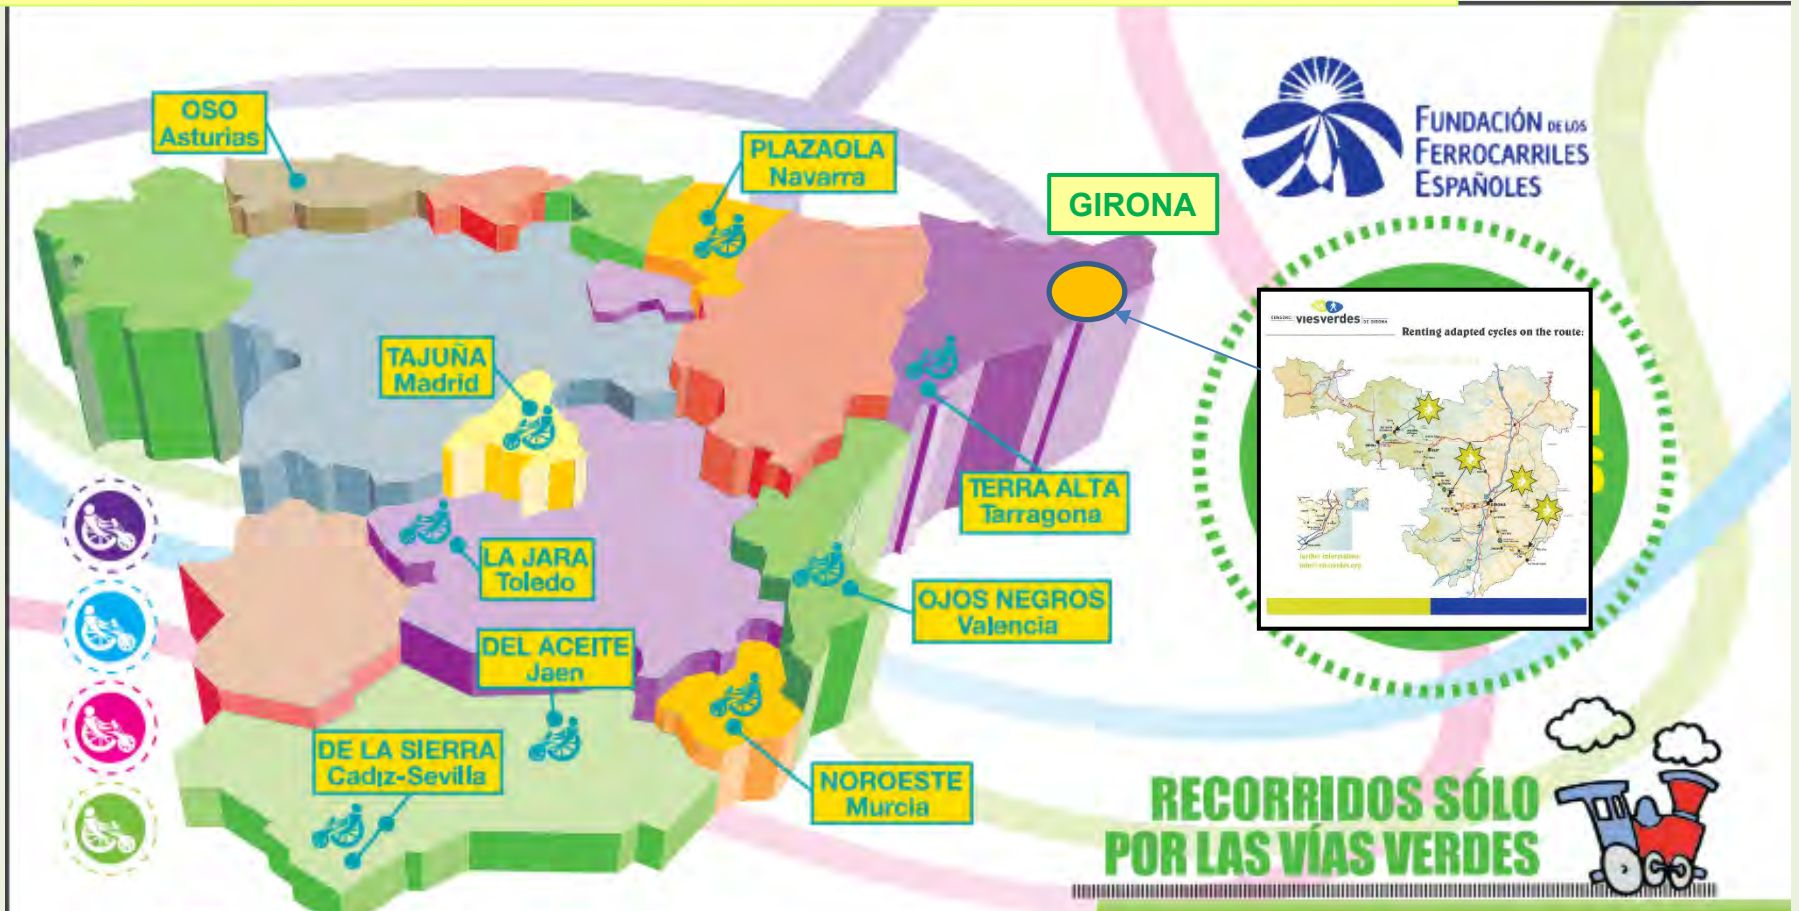 OSO
Asturias
PLAZAOLA
Navarra
FUNDACIÓN DE LOS
FERROCARRILES
ESPAÑOLES
GIRONA
viesverdes
DE GIRONA
Renting adapted cycles on the route:
TAJUÑA
Madrid
TERRA ALTA
Tarragona
LA JARA
Toledo
OJOS NEGROS
Valencia
DEL ACEITE
Jaen
DE LA SIERRA
Cadiz-Sevilla
NOROESTE
Murcia
RECORRIDOS SÓLO
POR LAS VÍAS VERDES